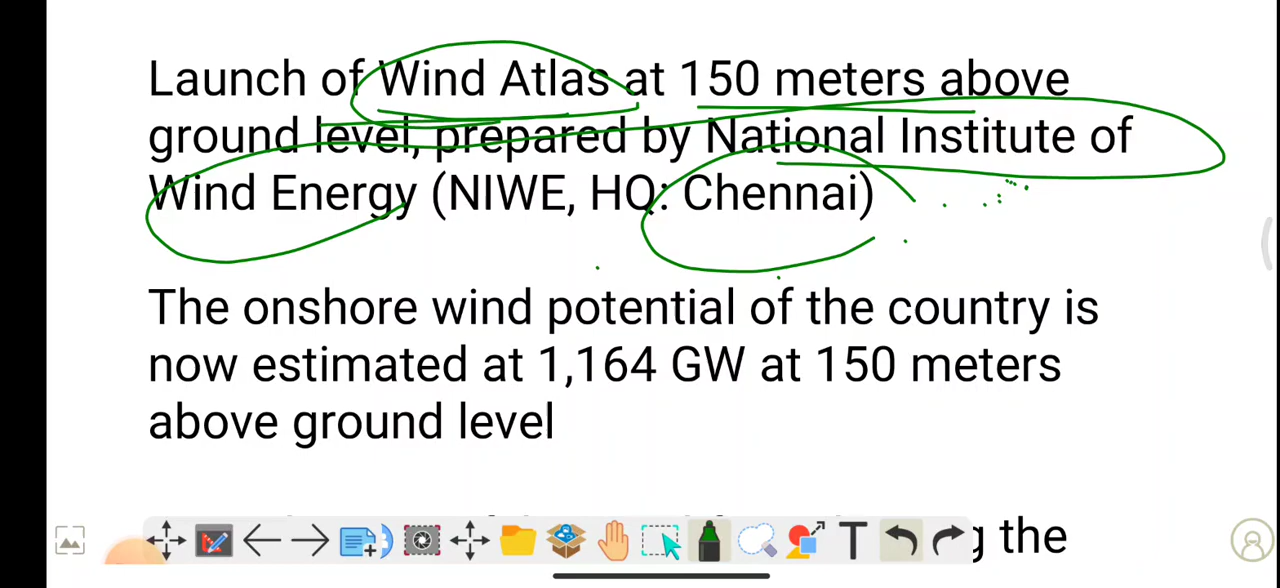 Launch of Wind Atlas at 150 meters above
ground level, prepared by National Institute of
Wind Energy (NIWE, HQ: Chennai)
The onshore wind potential of the country is
now estimated at 1,164 GW at 150 meters
above ground level
the
T